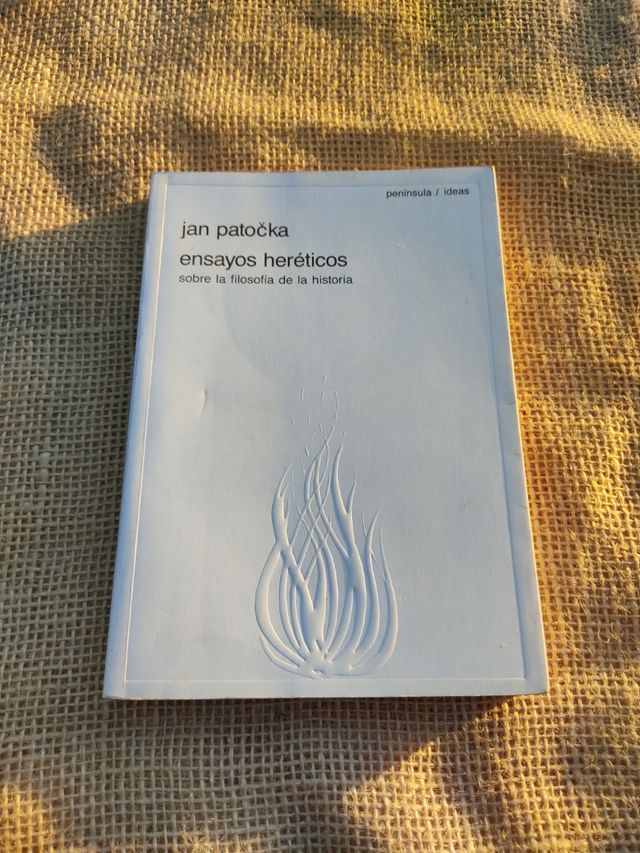 península / ideas
jan patočka
ensayos heréticos
sobre la filosofía de la historia